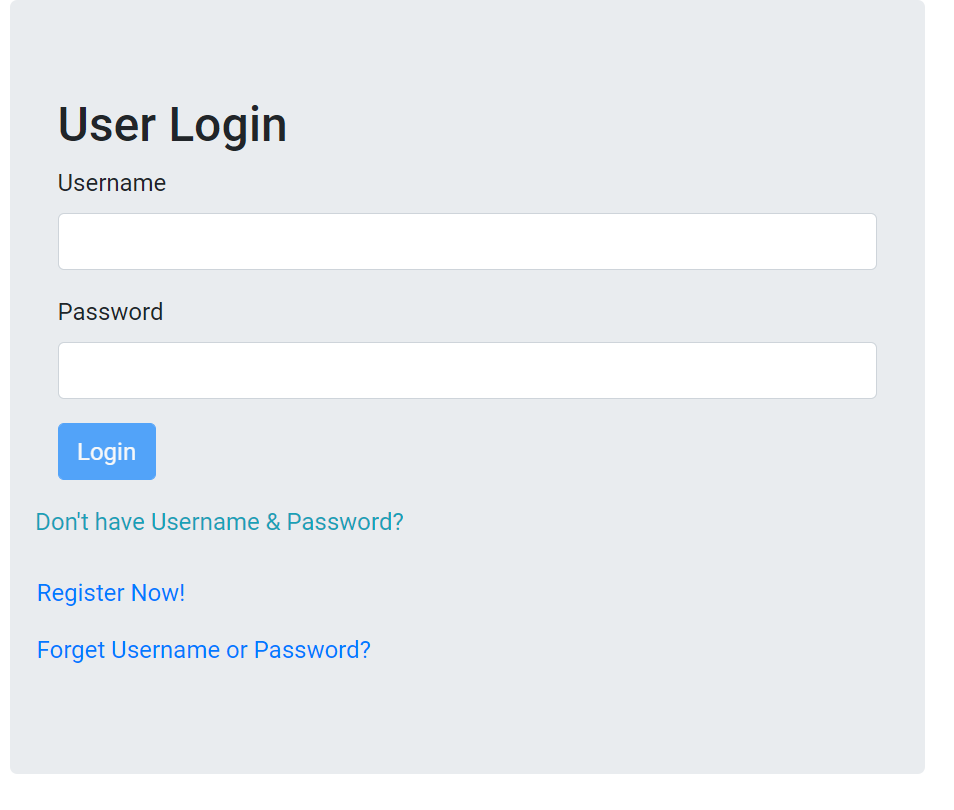 User Login
Username
Password
Login
Don't have Username & Password?
Register Now!
Forget Username or Password?